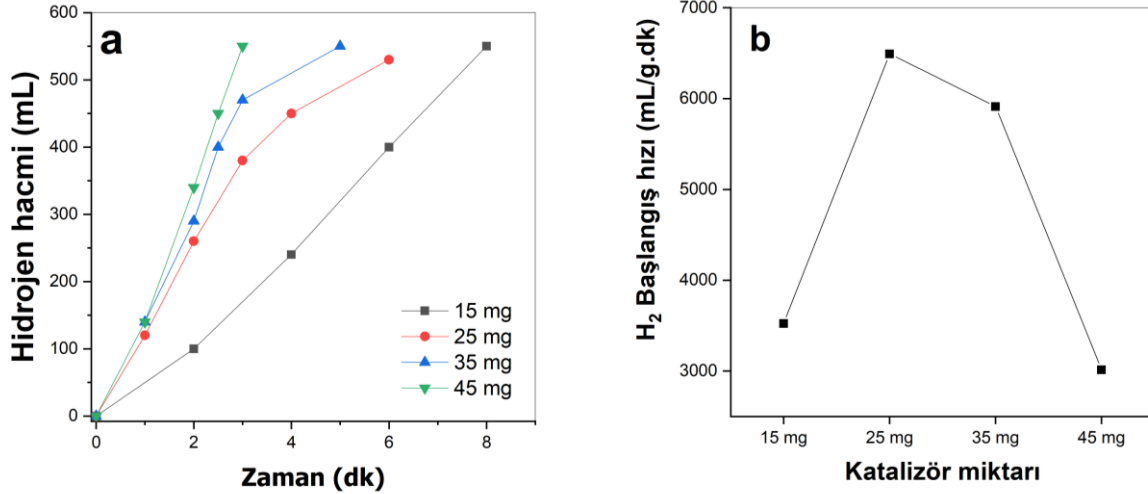 a
Hidrojen hacmi (mL)
600
500
400
300
200
100
0
0
2
4
6
8
Zaman (dk)
15 mg
25 mg
35 mg
45 mg
b
H₂ Başlangış hızı (mL/g.dk)
7000
6000
5000
4000
3000
15 mg
25 mg
35 mg
45 mg
Katalizör miktarı